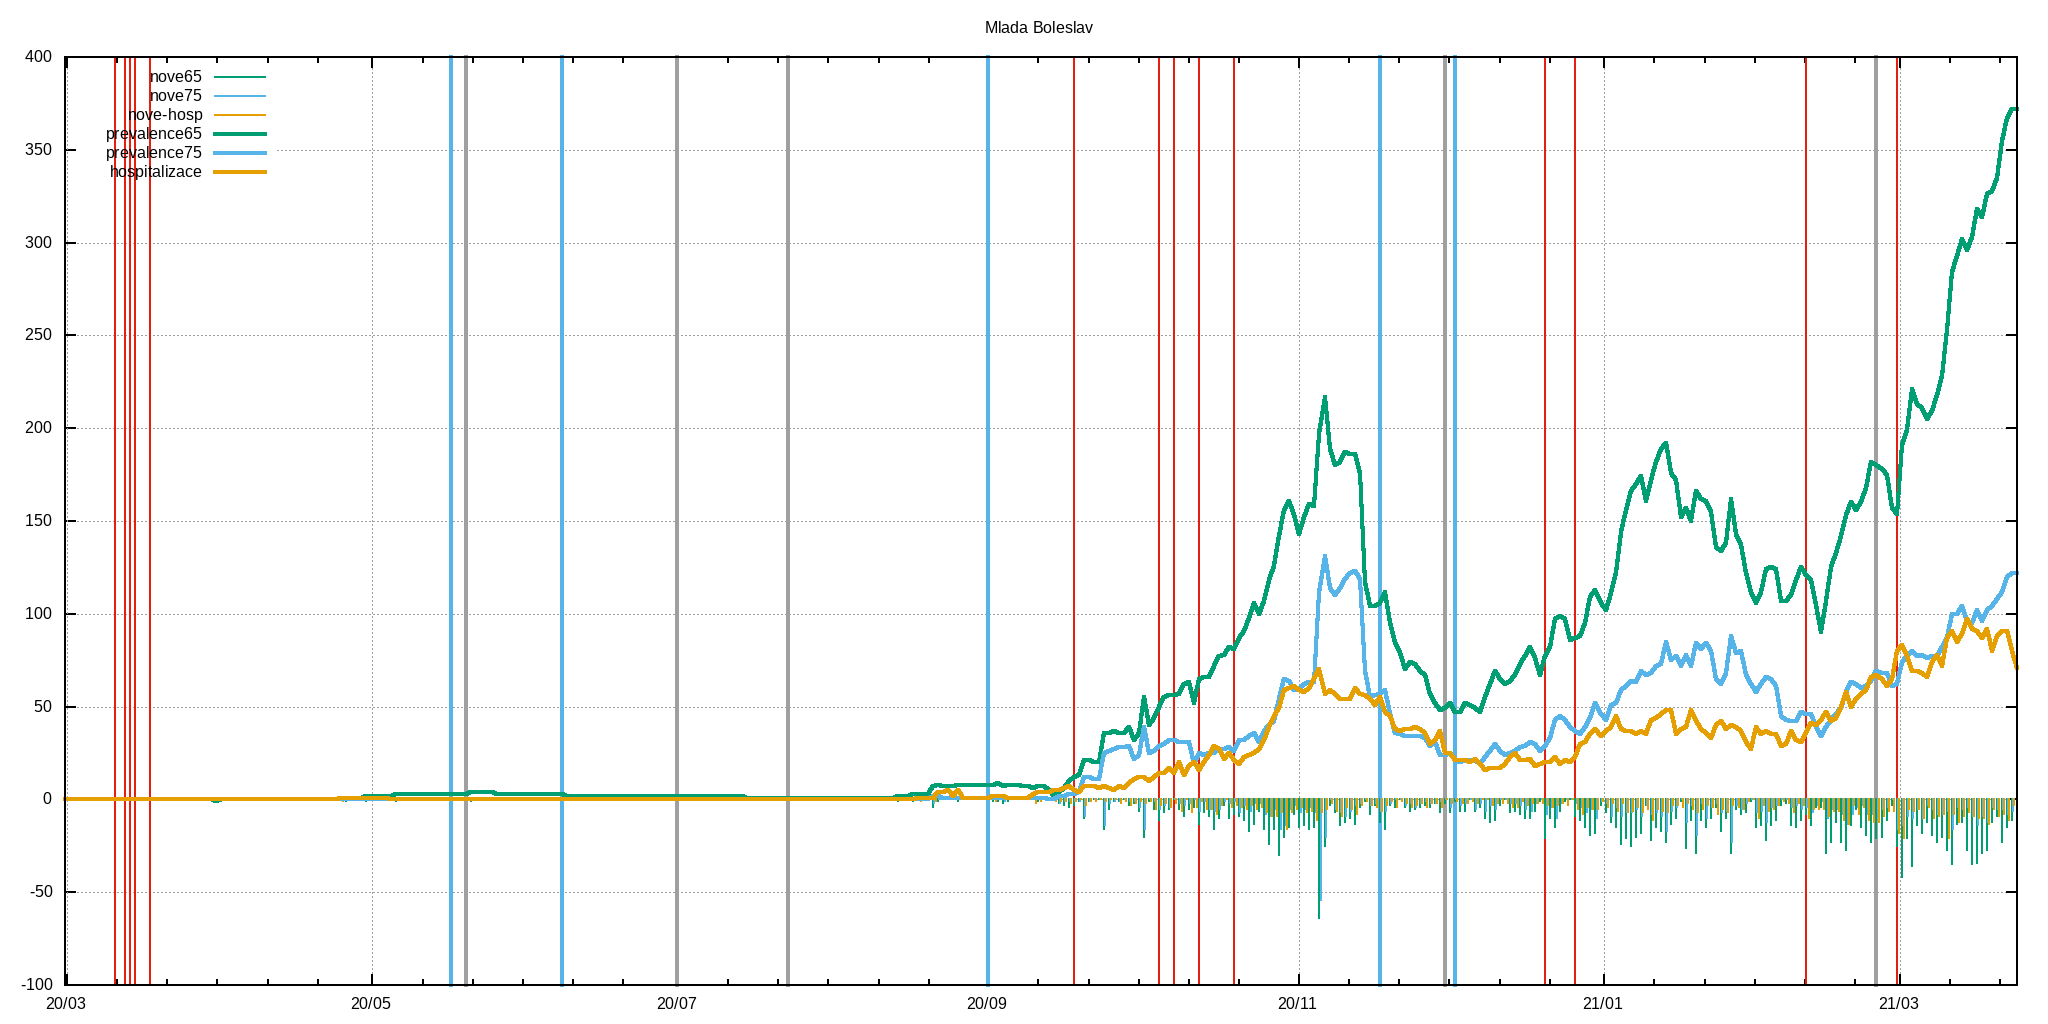 Mlada Boleslav
400
350
300
250
200
150
100
50
0
-50
-100
nove65
nove75
nove-hosp
prevalence65
prevalence75
hospitalizace
20/03 20/05 20/07 20/09 20/11 21/01 21/03